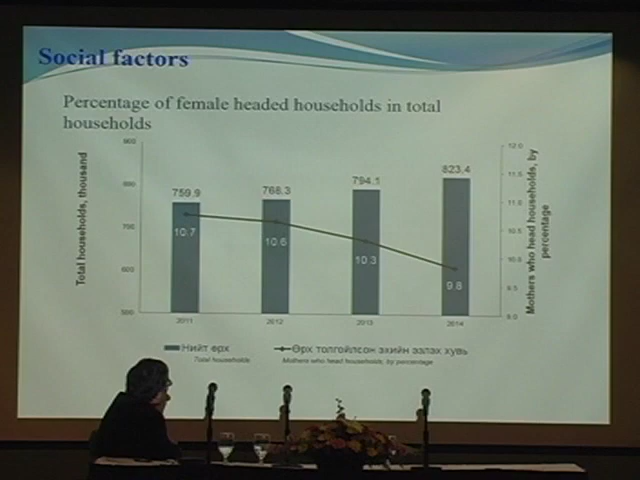 Social factors
Percentage of female headed households in total
households
Total households, thousand
900
800
700
600
500
759.9
768.3
794.1
823.4
10.7
10.6
10.3
9.8
12.0
11.5
11.0
10.5
10.0
9.5
9.0
Mothers who head households, by
percentage
2011
2012
2013
2014
Нийт өрх
Өрх толгойлсон эхийн эзлэх хувь
Total households
Mothers who head households, by percentage